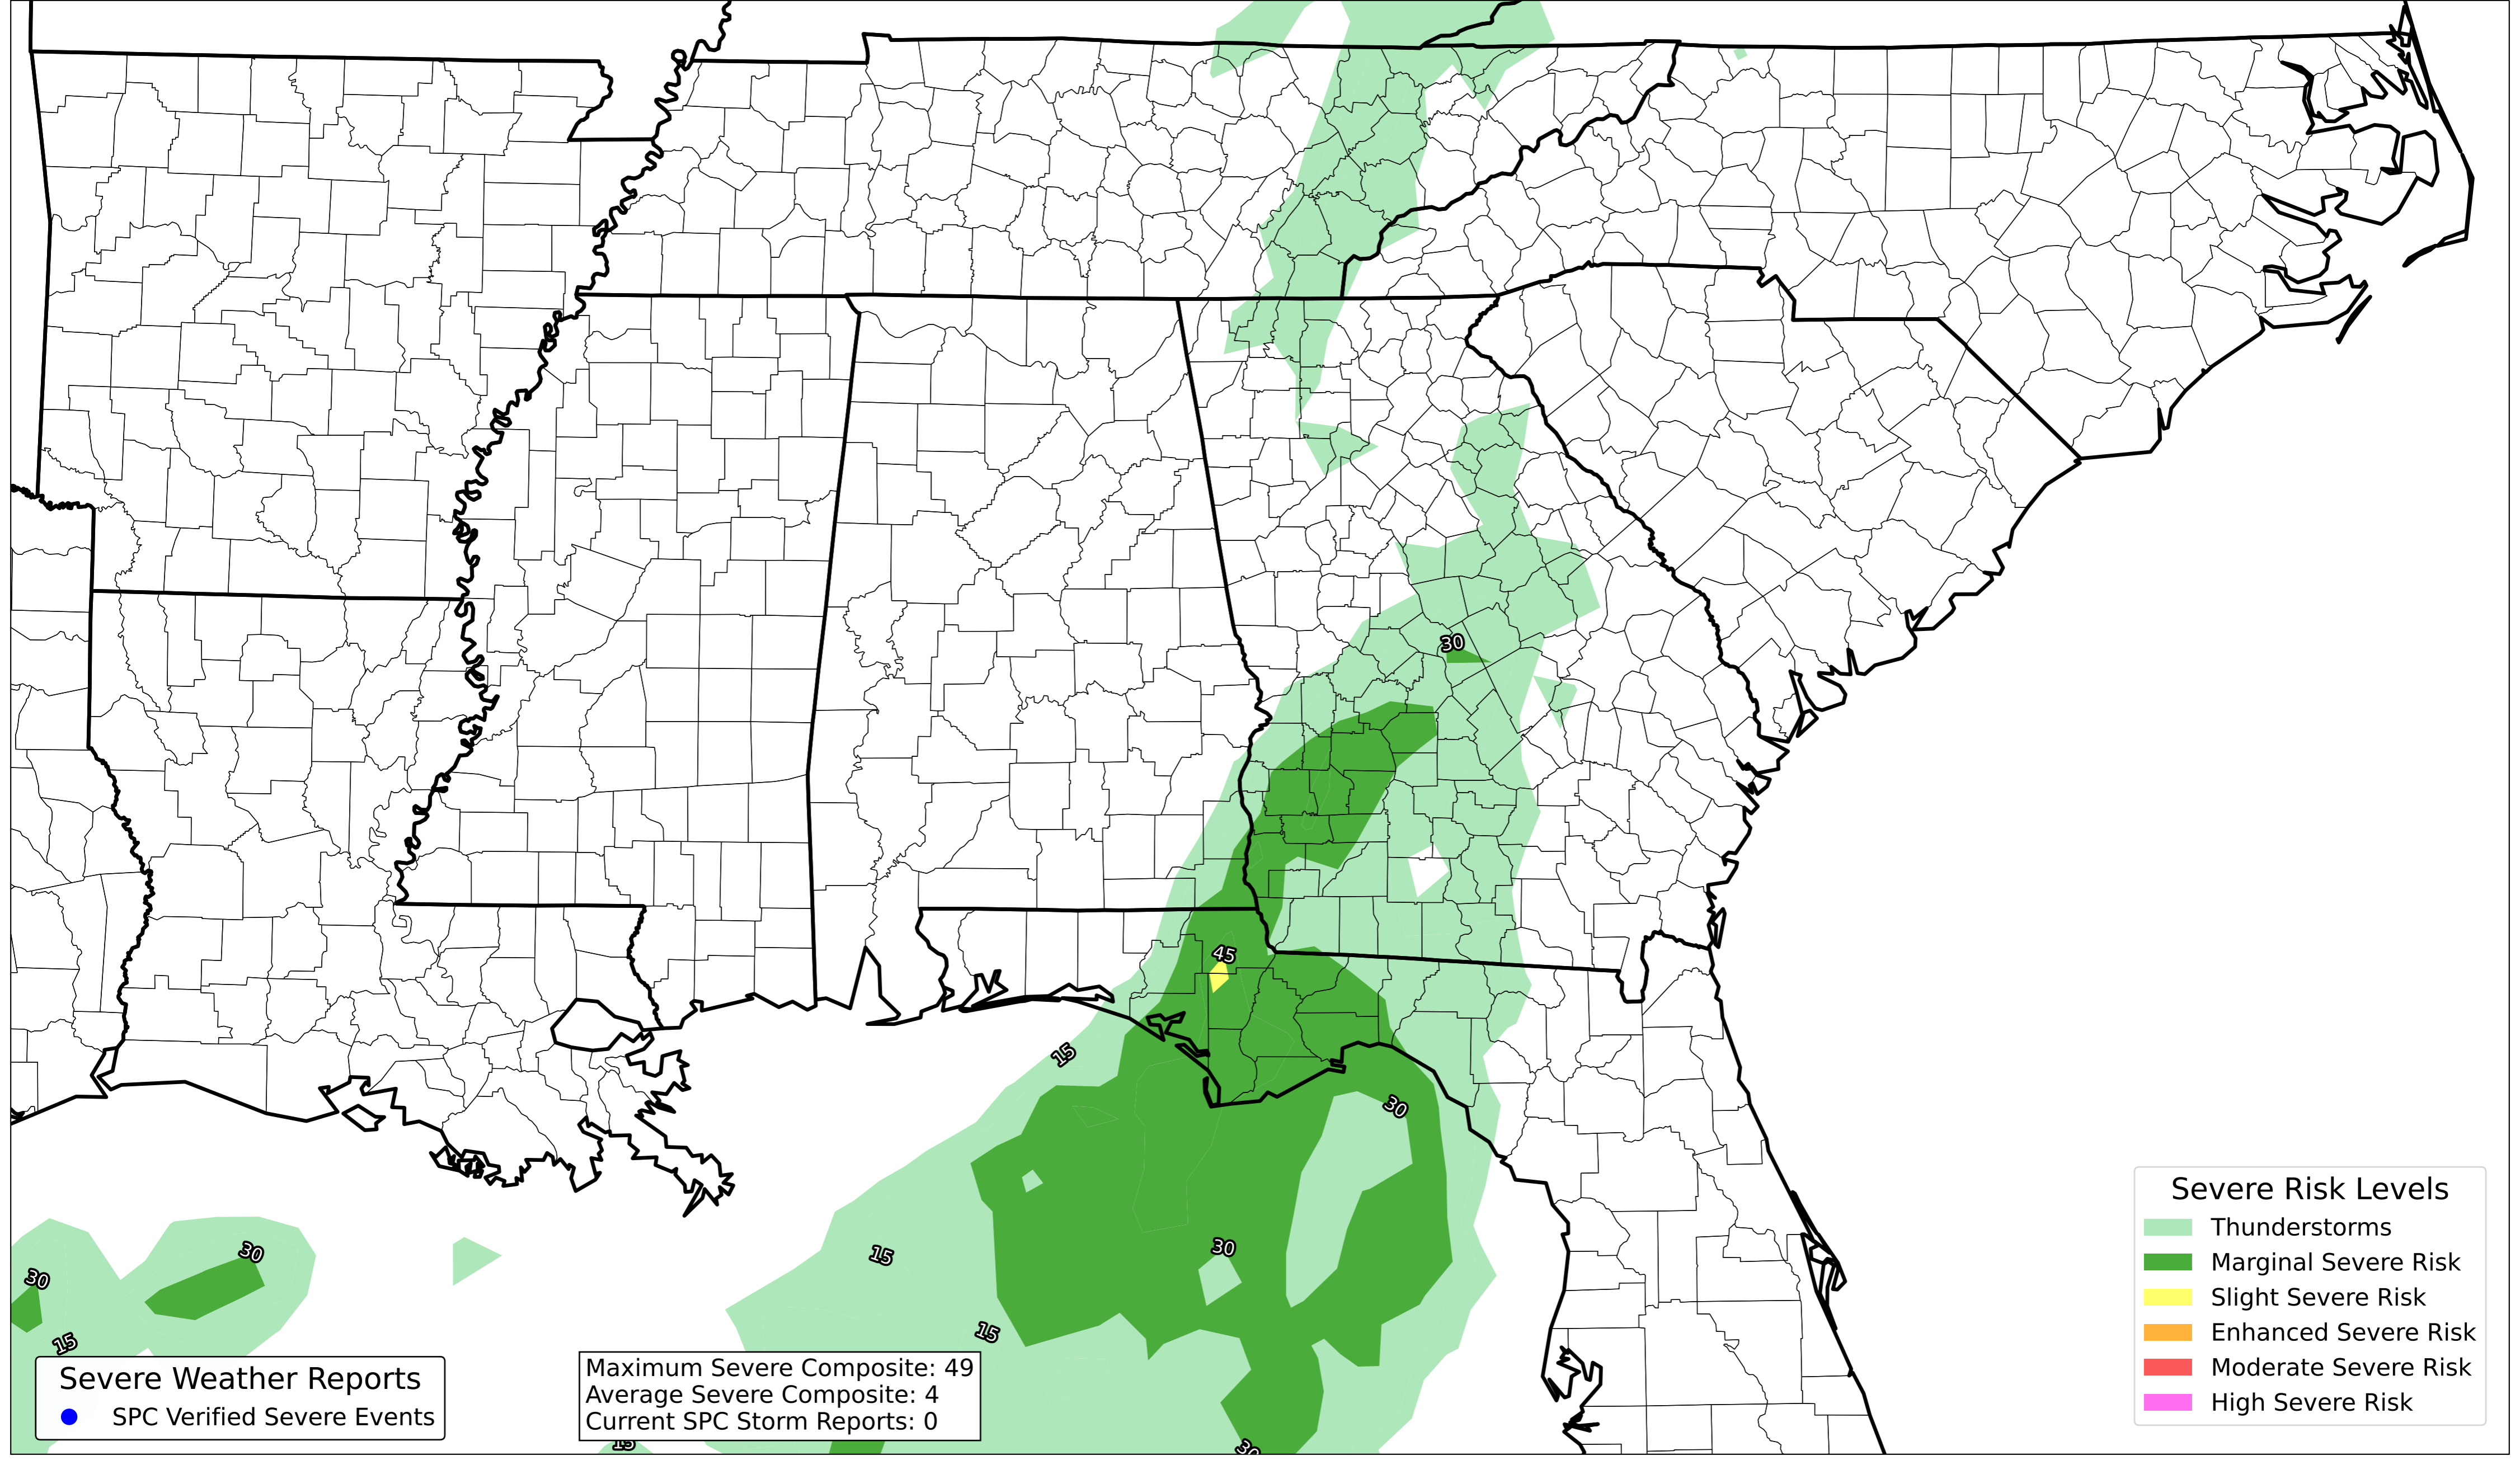 30
45
15
30
15
30
30
30
15
15
Severe Weather Reports
SPC Verified Severe Events
Maximum Severe Composite: 49
Average Severe Composite: 4
Current SPC Storm Reports: 0
15
30
Severe Risk Levels
Thunderstorms
Marginal Severe Risk
Slight Severe Risk
Enhanced Severe Risk
Moderate Severe Risk
High Severe Risk